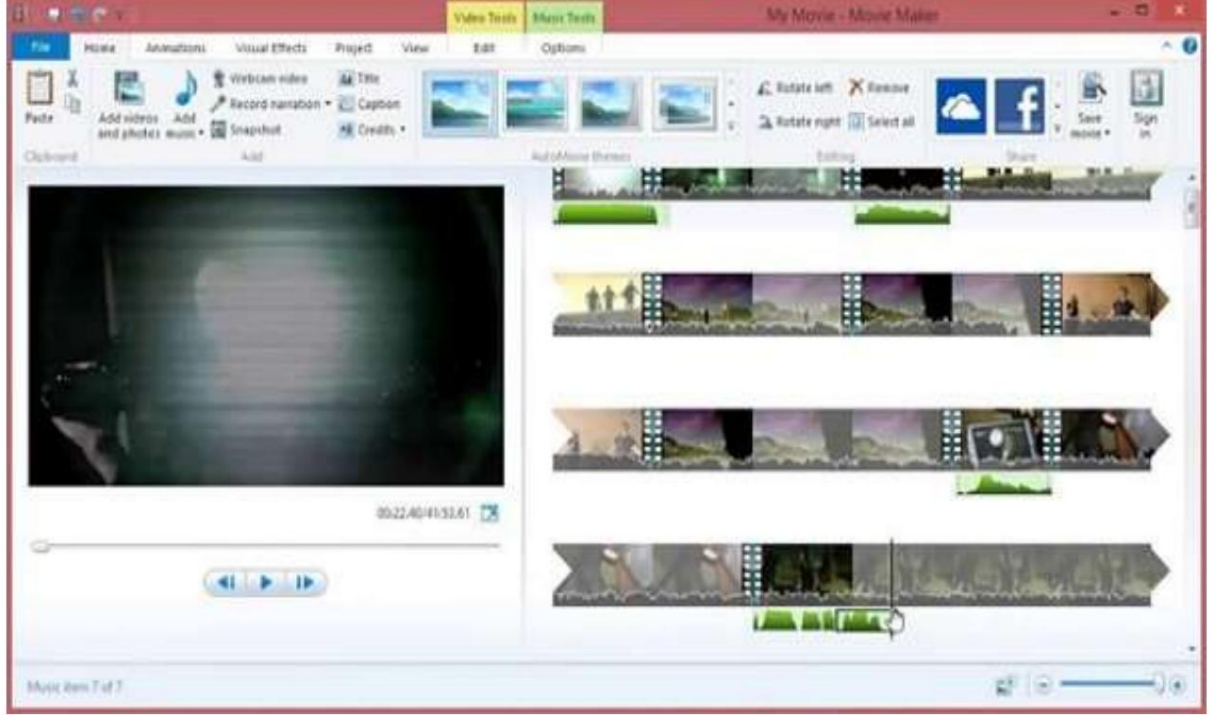 Video Tools Music Tools My Movie - Movie Maker
File Home Animations Visual Effects Project View Edit Options
Paste
Add videos and photos
Add music
Webcam video
Record narration
Snapshot
Title
Caption
Credits
Rotate left
Rotate right
Remove
Select all
Save movie
Sign in
Clipboard Add AutoMovie themes Editing Share
00:22.40/41:53.61
Music item 7 of 7